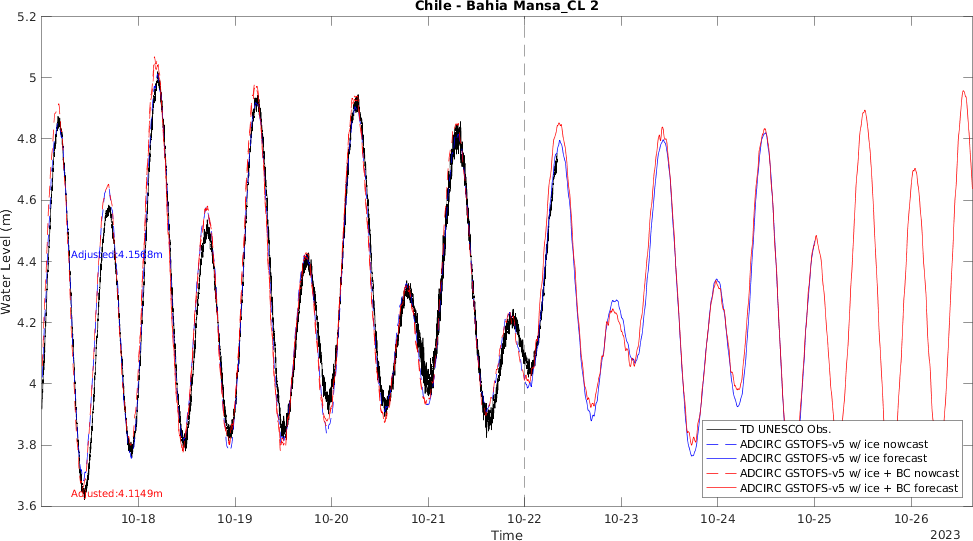 Chile - Bahia Mansa_CL 2
5.2
5
4.8
4.6
4.4
4.2
4
3.8
3.6
Water Level (m)
Adjusted:4.1568m
Adjusted:4.1149m
TD UNESCO Obs.
ADCIRC GSTOFS-v5 w/ ice nowcast
ADCIRC GSTOFS-v5 w/ ice forecast
ADCIRC GSTOFS-v5 w/ ice + BC nowcast
ADCIRC GSTOFS-v5 w/ ice + BC forecast
10-18 10-19 10-20 10-21 10-22 10-23 10-24 10-25 10-26
Time
2023